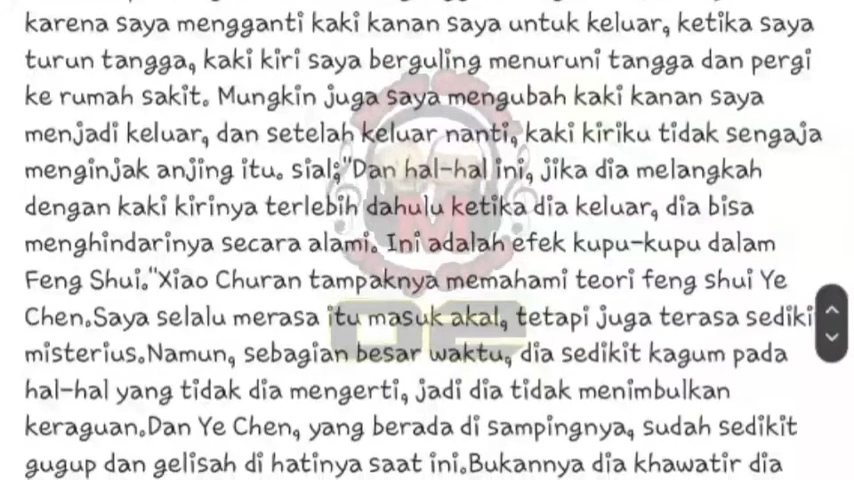 karena saya mengganti kaki kanan saya untuk keluar, ketika saya
turun tangga, kaki kiri saya berguling menuruni tangga dan pergi
ke rumah sakit. Mungkin juga saya mengubah kaki kanan saya
menjadi keluar, dan setelah keluar nanti, kaki kiriku tidak sengaja
menginjak anjing itu. sial;"Dan hal-hal ini, jika dia melangkah
dengan kaki kirinya terlebih dahulu ketika dia keluar, dia bisa
menghindarinya secara alami. Ini adalah efek kupu-kupu dalam
Feng Shui."Xiao Churan tampaknya memahami teori feng shui Ye
Chen.Saya selalu merasa itu masuk akal, tetapi juga terasa sediki
misterius.Namun, sebagian besar waktu, dia sedikit kagum pada
hal-hal yang tidak dia mengerti, jadi dia tidak menimbulkan
keraguan.Dan Ye Chen, yang berada di sampingnya, sudah sedikit
gugup dan gelisah di hatinya saat ini.Bukannya dia khawatir dia